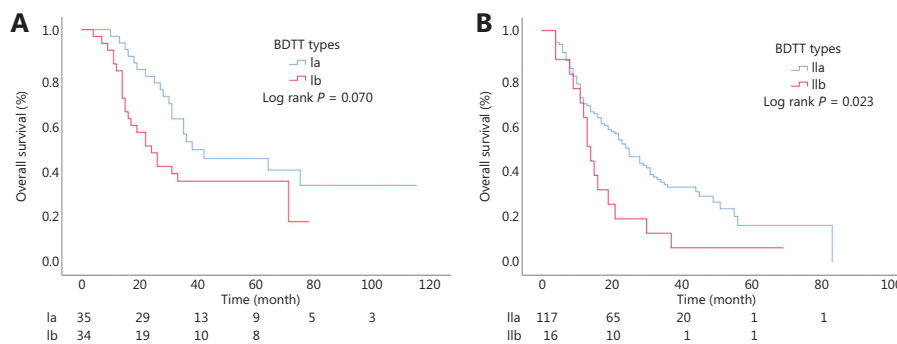 A
BDTT types
Ia
Ib
Log rank P = 0.070
Overall survival (%)
1.0
0.8
0.6
0.4
0.2
0.0
0 20 40 60 80 100 120
Time (month)
Ia 35 29 13 9 5 3
Ib 34 19 10 8
B
BDTT types
IIa
IIb
Log rank P = 0.023
Overall survival (%)
1.0
0.8
0.6
0.4
0.2
0.0
0 20 40 60 80 100
Time (month)
IIa 117 65 20 1 1
IIb 16 10 1 1